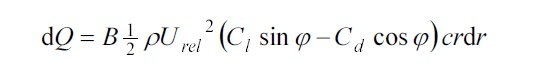 dQ = B ½ ρU_rel² (C_l sin φ − C_d cos φ) crdr